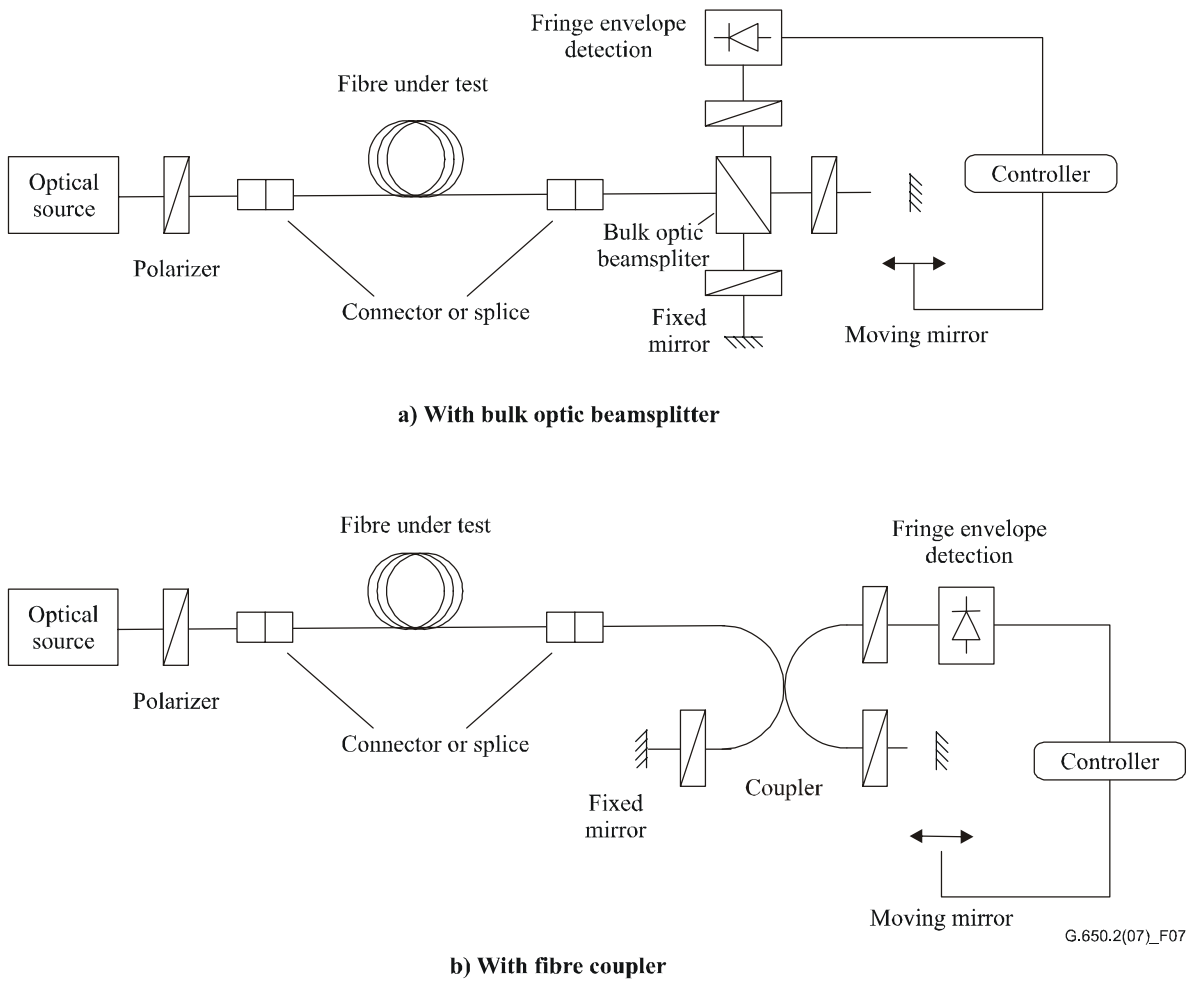 Fringe envelope
detection
Fibre under test
Optical
source
Controller
Bulk optic
beamspliter
Polarizer
Connector or splice
Fixed
mirror
Moving mirror
a) With bulk optic beamsplitter
Fibre under test
Fringe envelope
detection
Optical
source
Polarizer
Connector or splice
Controller
Coupler
Fixed
mirror
Moving mirror
G.650.2(07)_F07
b) With fibre coupler